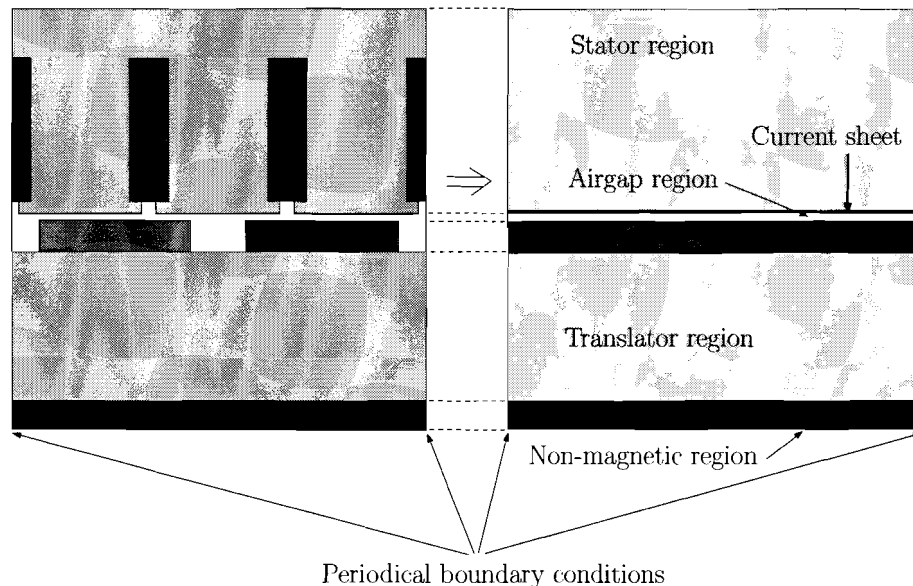 Stator region
Current sheet
Airgap region
Translator region
Non-magnetic region
Periodical boundary conditions